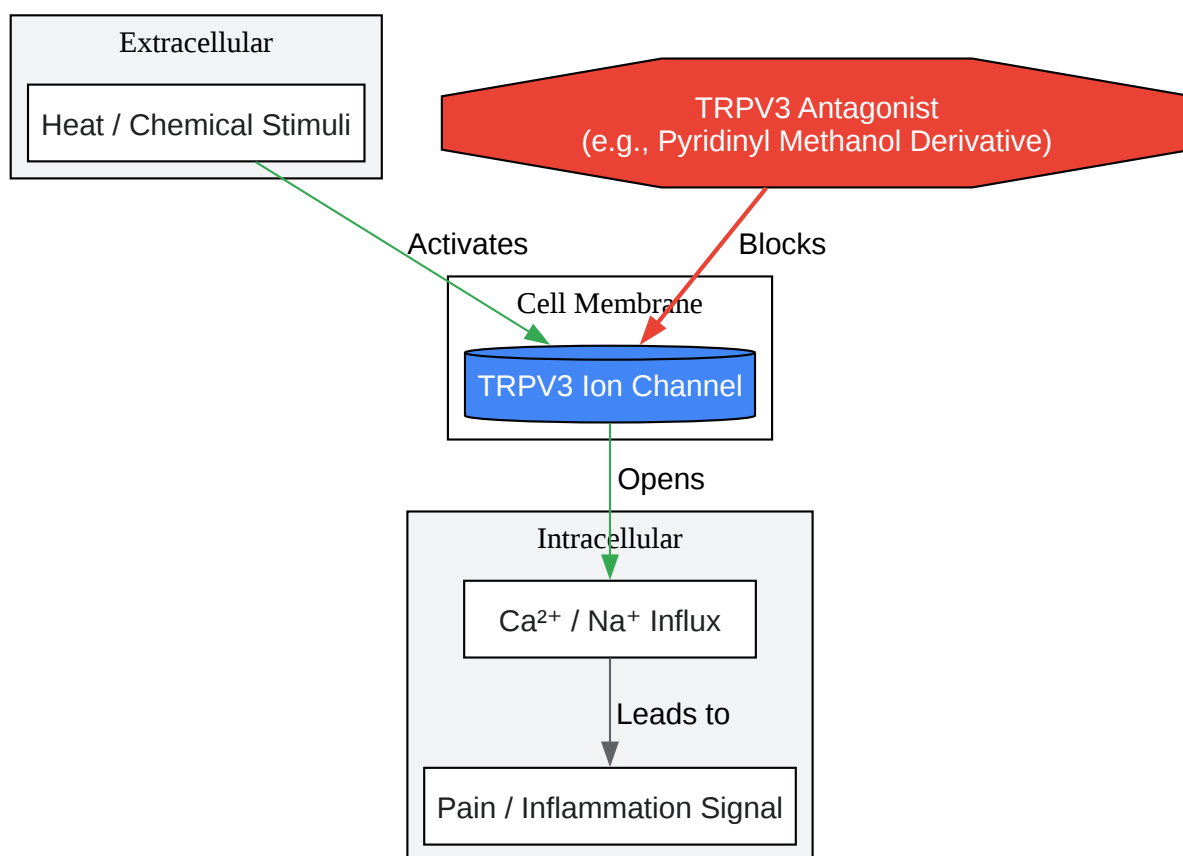 Extracellular
Heat / Chemical Stimuli
TRPV3 Antagonist
(e.g., Pyridinyl Methanol Derivative)
Activates
Blocks
Cell Membrane
TRPV3 Ion Channel
Opens
Intracellular
Ca²⁺ / Na⁺ Influx
Leads to
Pain / Inflammation Signal